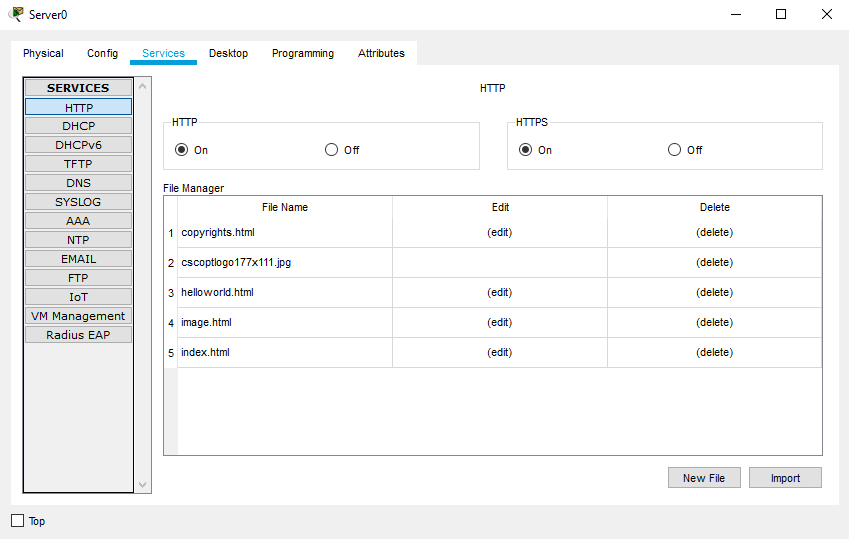 Server0
Physical Config Services Desktop Programming Attributes
SERVICES
HTTP
DHCP
DHCPv6
TFTP
DNS
SYSLOG
AAA
NTP
EMAIL
FTP
IoT
VM Management
Radius EAP
HTTP
HTTP
On Off
HTTPS
On Off
File Manager
File Name Edit Delete
1 copyrights.html (edit) (delete)
2 cscoptlogo177x111.jpg (delete)
3 helloworld.html (edit) (delete)
4 image.html (edit) (delete)
5 index.html (edit) (delete)
New File Import
Top